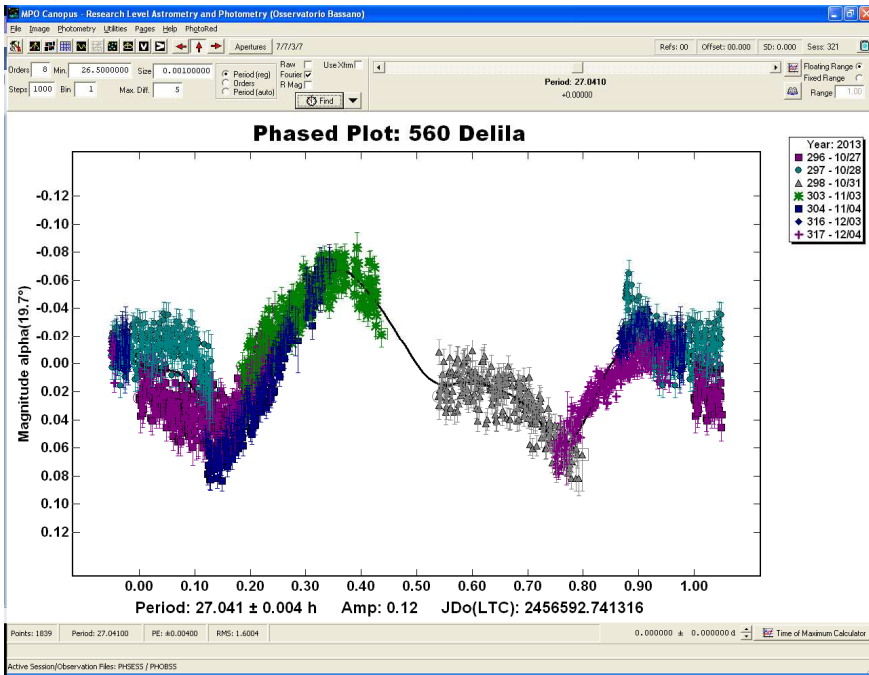 MPO Canopus - Research Level Astrometry and Photometry (Osservatorio Bassano)
File Image Photometry Utilities Pages Help PhotoRed
Apertures 7/7/3/7 Refs: 00 Offset: 00.000 SD: 0.000 Sess: 321
Orders 8 Min. 26.5000000 Size 0.00100000
Steps 1000 Bin 1 Max. Diff. 5
Period (reg)
Orders
Period (auto)
Raw
Fourier
R Mag
Use XItrn
Find
Period: 27.0410
+0.00000
Floating Range
Fixed Range
Range 1.00
Phased Plot: 560 Delila
Year: 2013
296 - 10/27
297 - 10/28
298 - 10/31
303 - 11/03
304 - 11/04
316 - 12/03
317 - 12/04
Magnitude alpha(19.7°)
-0.12
-0.10
-0.08
-0.06
-0.04
-0.02
0.00
0.02
0.04
0.06
0.08
0.10
0.12
0.00 0.10 0.20 0.30 0.40 0.50 0.60 0.70 0.80 0.90 1.00
Period: 27.041 ± 0.004 h Amp: 0.12 JDo(LTC): 2456592.741316
Points: 1839 Period: 27.04100 PE: ±0.00400 RMS: 1.6004 0.000000 ± 0.000000 d Time of Maximum Calculator
Active Session/Observation Files: PHSESS / PHOBSS